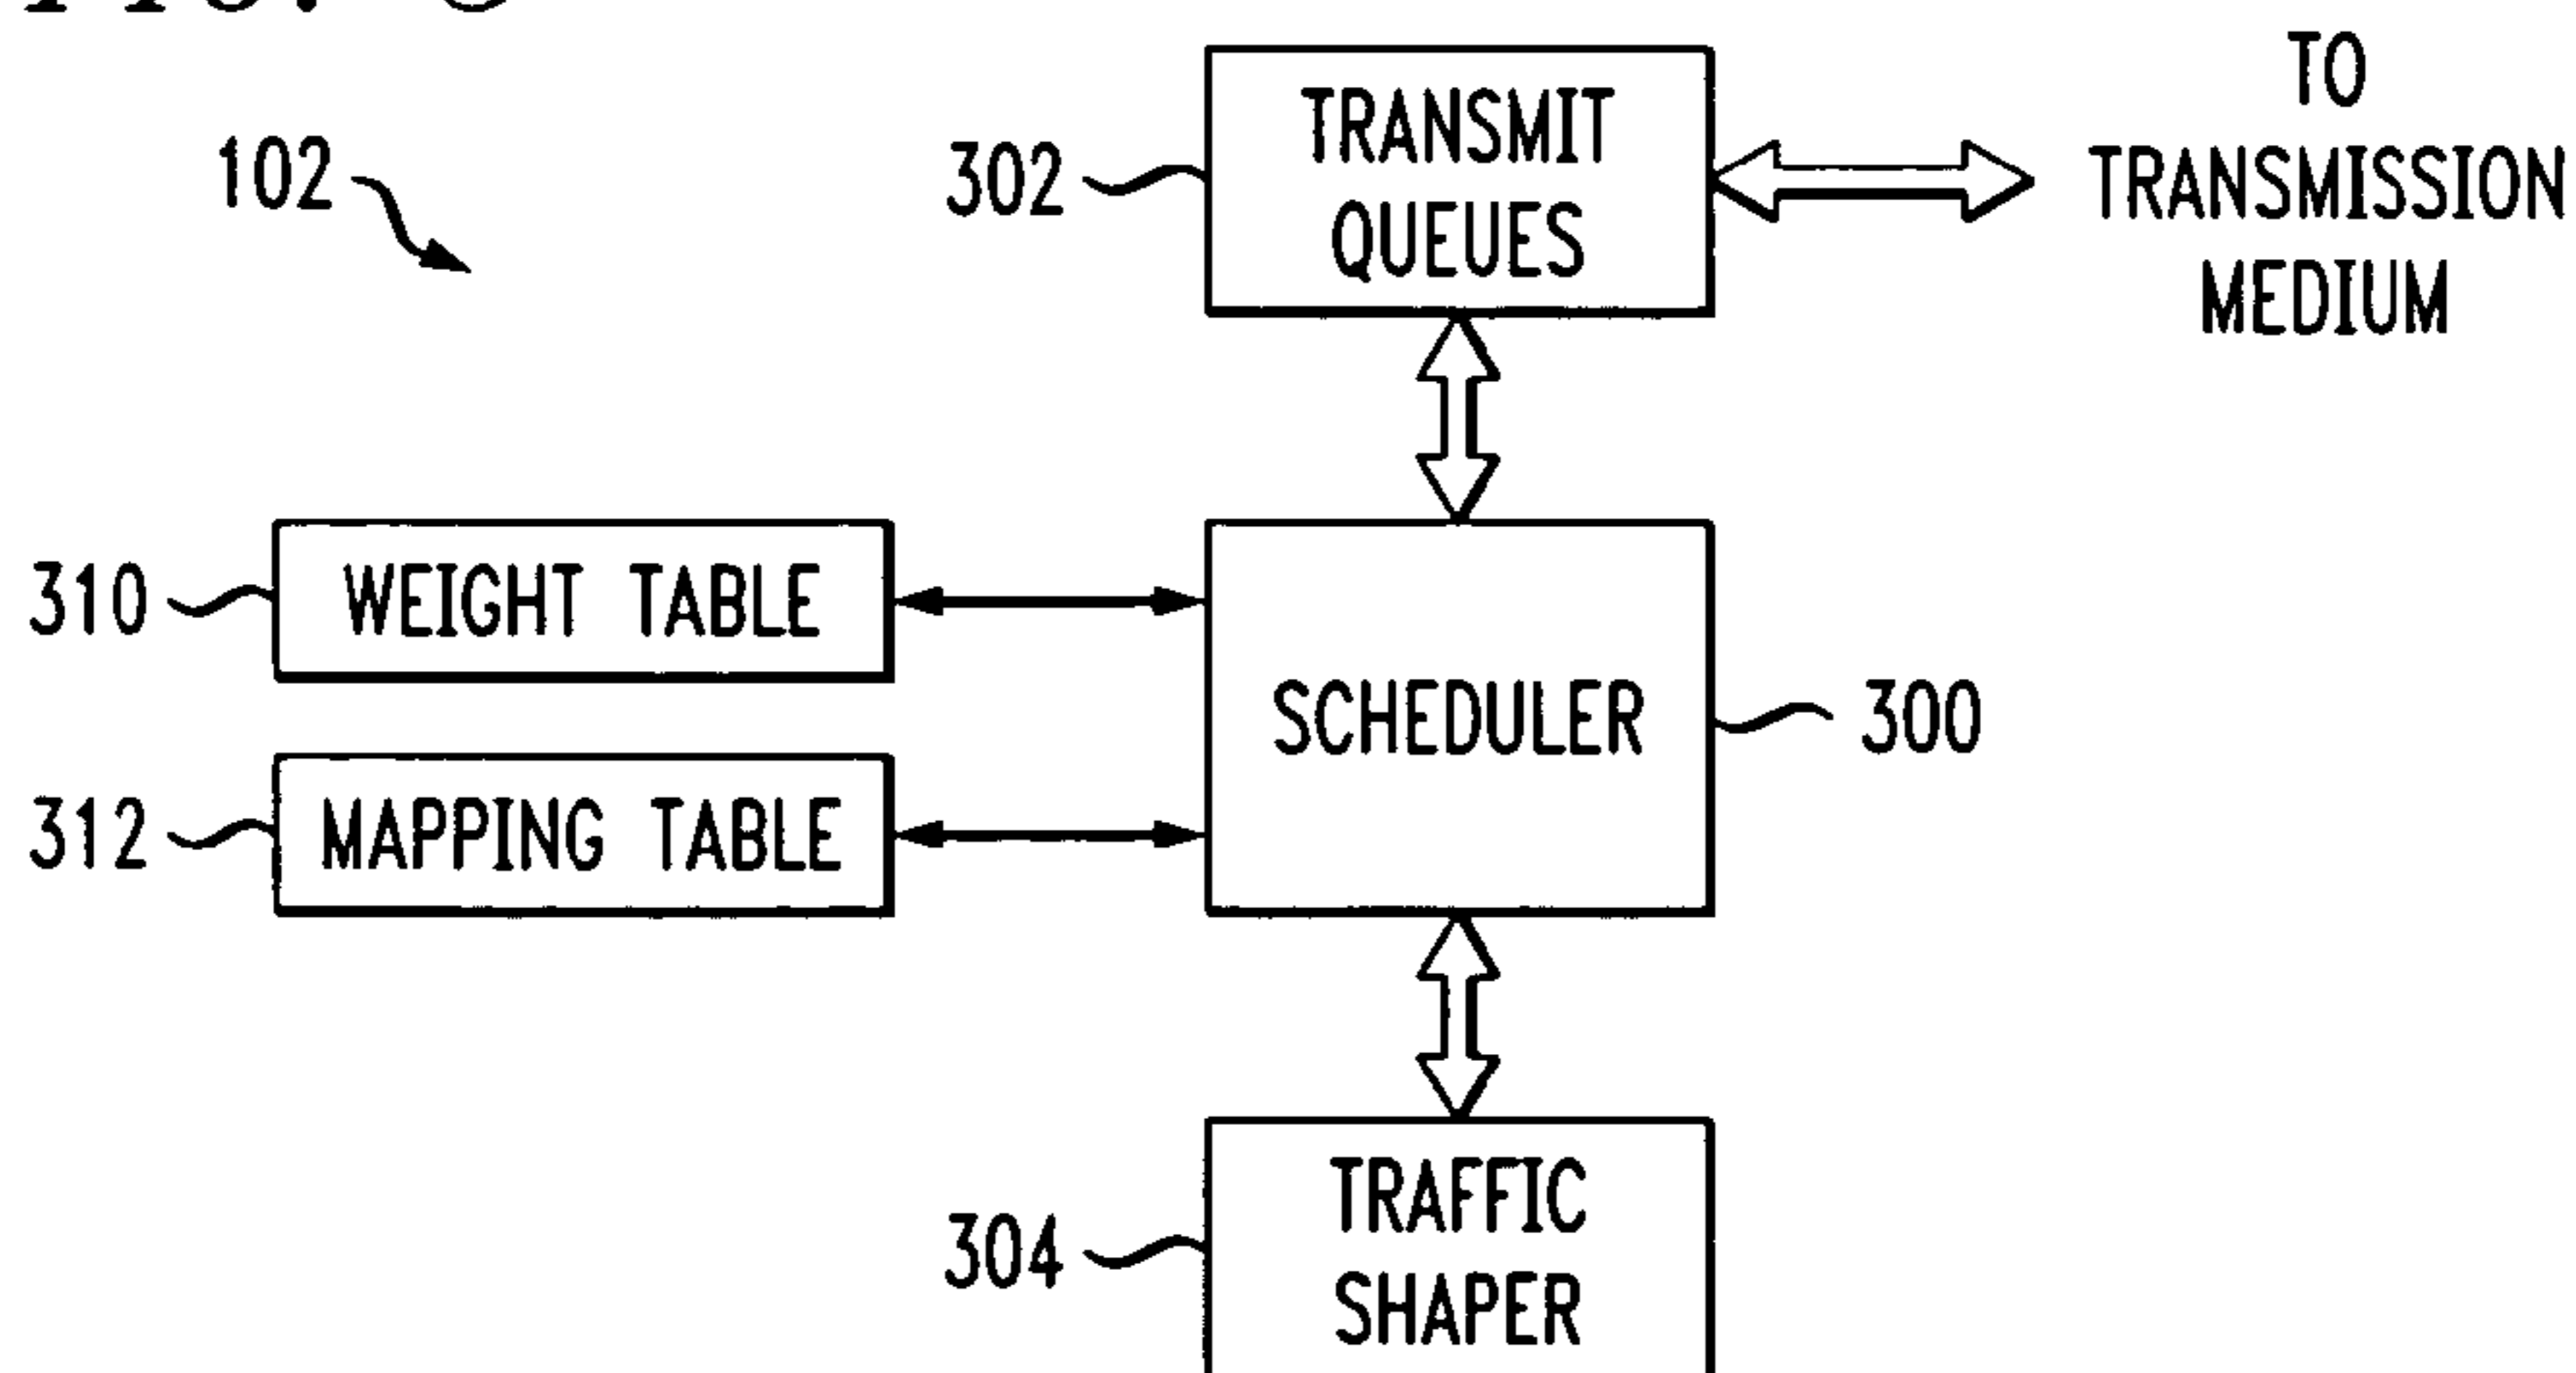 TO
TRANSMISSION
MEDIUM
102
302
TRANSMIT
QUEUES
310
WEIGHT TABLE
SCHEDULER
300
312
MAPPING TABLE
304
TRAFFIC
SHAPER